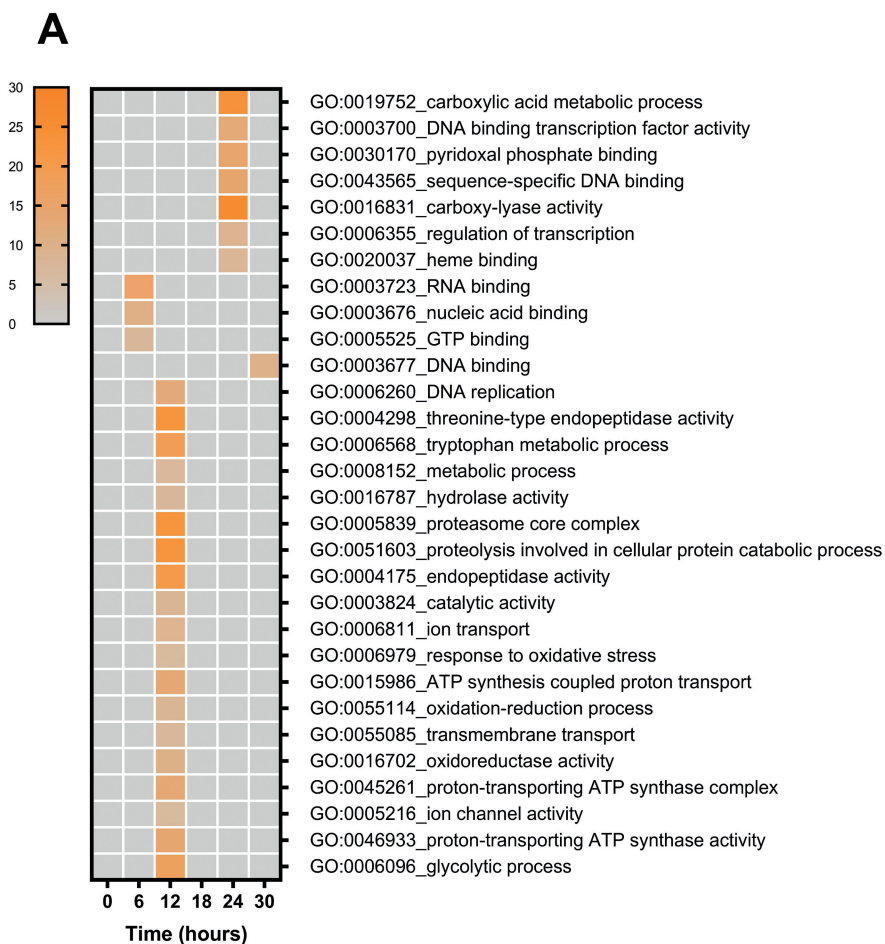 A
30
25
20
15
10
5
0
GO:0019752_carboxylic acid metabolic process
GO:0003700_DNA binding transcription factor activity
GO:0030170_pyridoxal phosphate binding
GO:0043565_sequence-specific DNA binding
GO:0016831_carboxy-lyase activity
GO:0006355_regulation of transcription
GO:0020037_heme binding
GO:0003723_RNA binding
GO:0003676_nucleic acid binding
GO:0005525_GTP binding
GO:0003677_DNA binding
GO:0006260_DNA replication
GO:0004298_threonine-type endopeptidase activity
GO:0006568_tryptophan metabolic process
GO:0008152_metabolic process
GO:0016787_hydrolase activity
GO:0005839_proteasome core complex
GO:0051603_proteolysis involved in cellular protein catabolic process
GO:0004175_endopeptidase activity
GO:0003824_catalytic activity
GO:0006811_ion transport
GO:0006979_response to oxidative stress
GO:0015986_ATP synthesis coupled proton transport
GO:0055114_oxidation-reduction process
GO:0055085_transmembrane transport
GO:0016702_oxidoreductase activity
GO:0045261_proton-transporting ATP synthase complex
GO:0005216_ion channel activity
GO:0046933_proton-transporting ATP synthase activity
GO:0006096_glycolytic process
0 6 12 18 24 30
Time (hours)